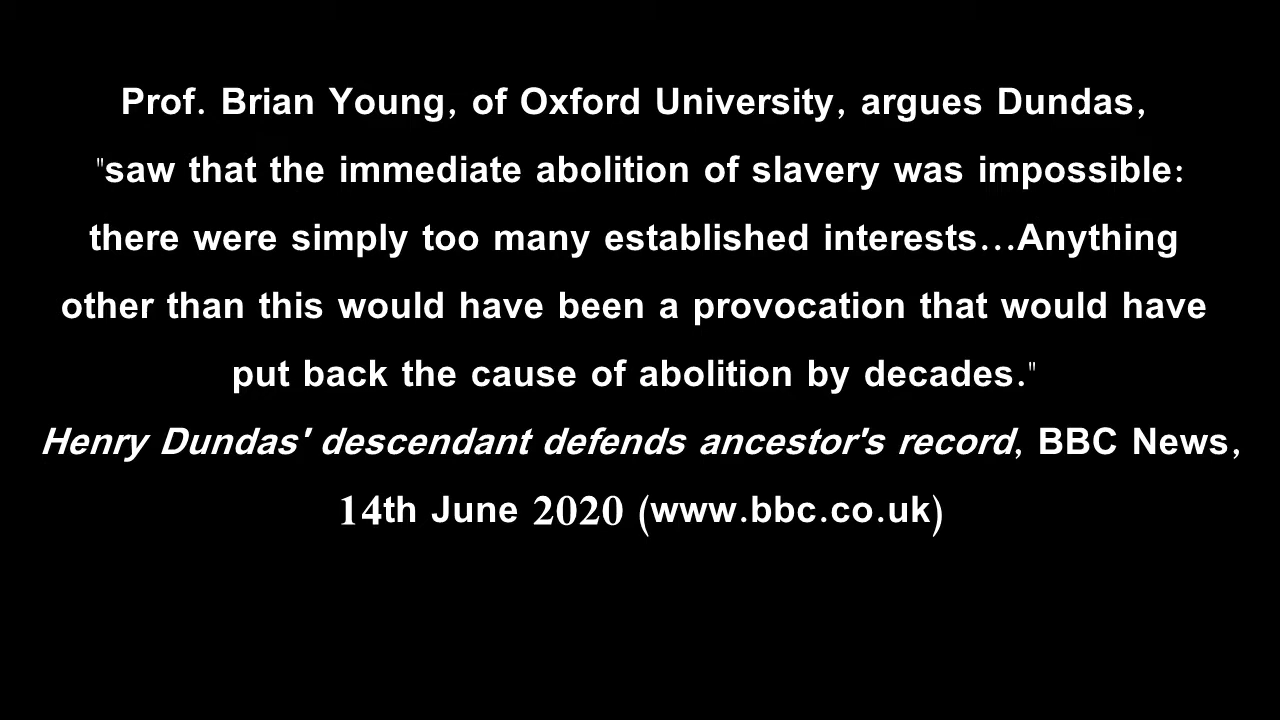 Prof. Brian Young, of Oxford University, argues Dundas,
"saw that the immediate abolition of slavery was impossible:
there were simply too many established interests...Anything
other than this would have been a provocation that would have
put back the cause of abolition by decades."
Henry Dundas' descendant defends ancestor's record, BBC News,
14th June 2020 (www.bbc.co.uk)